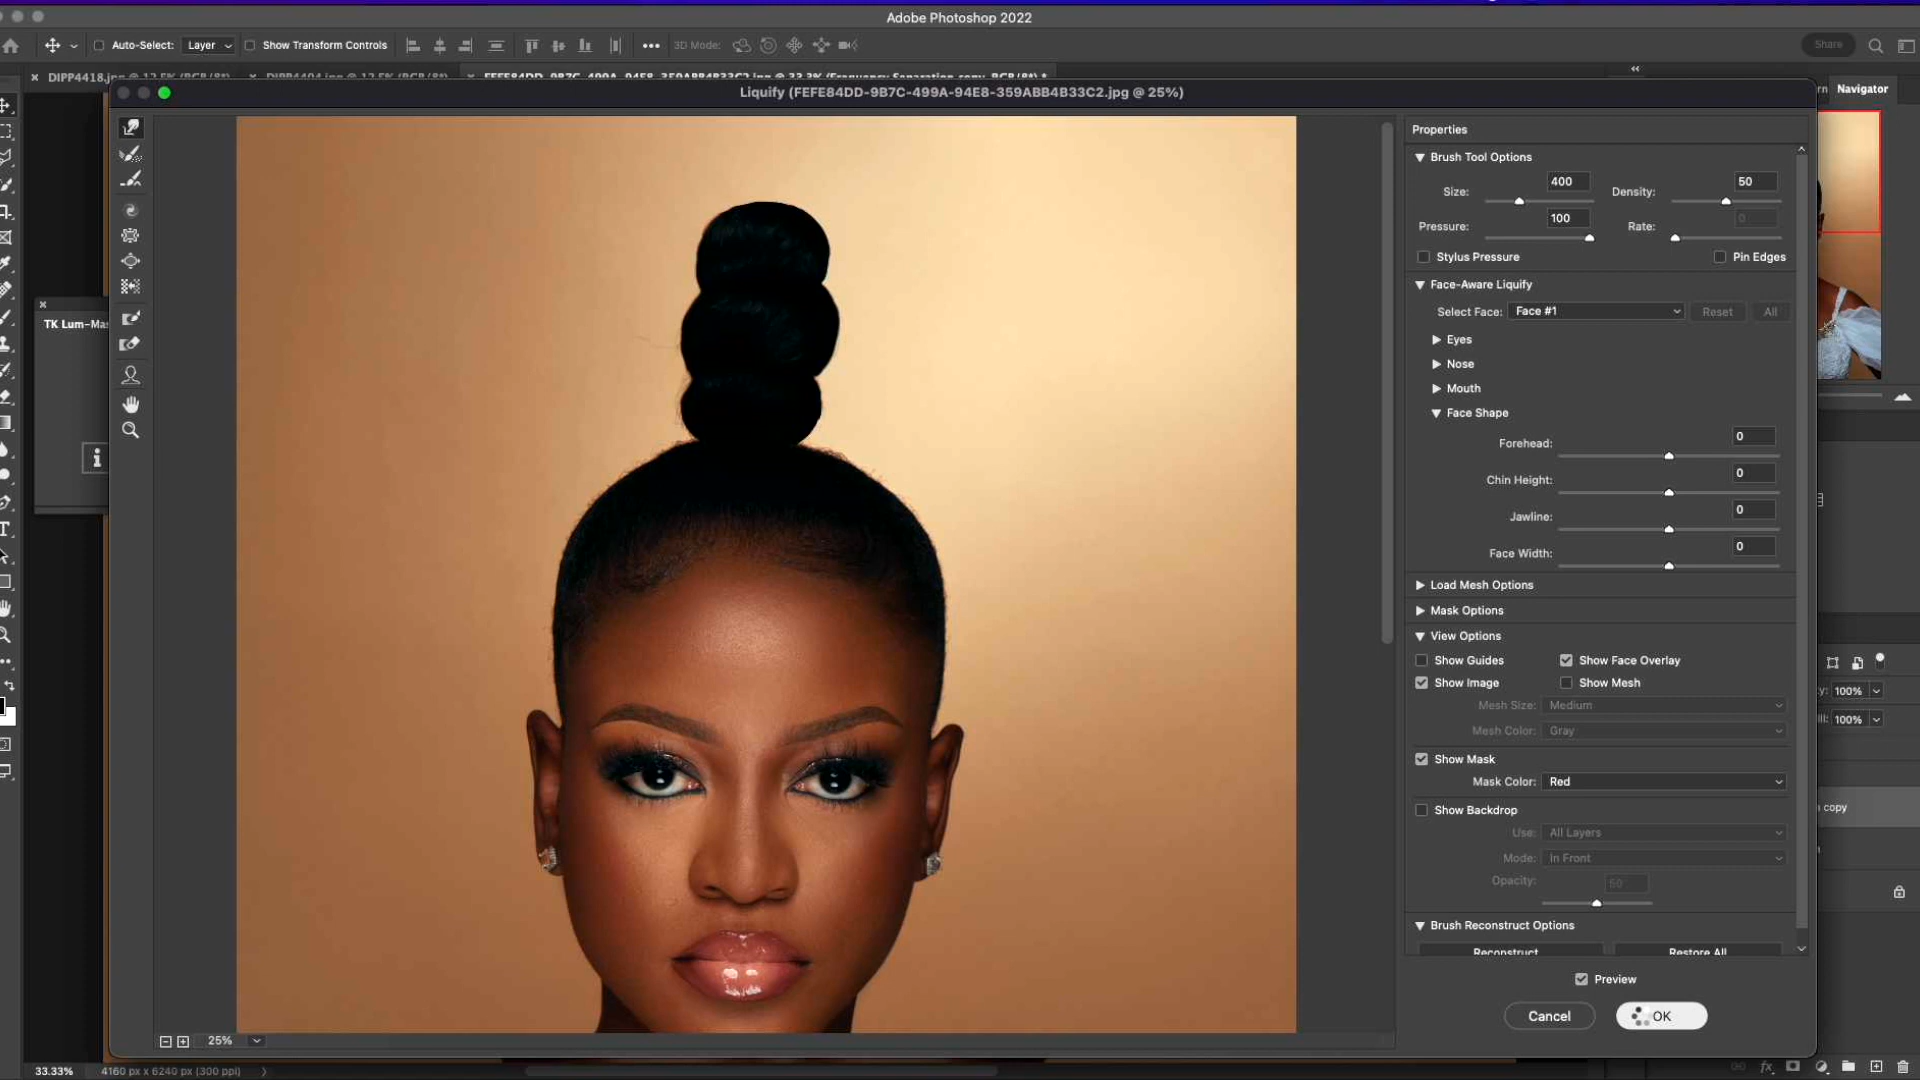 Adobe Photoshop 2022
Auto-Select: Layer Show Transform Controls 3D Mode: Share
Liquify (FEFE84DD-9B7C-499A-94E8-359ABB4B33C2.jpg @ 25%)
Navigator
Properties
Brush Tool Options
Size: 400 Density: 50
Pressure: 100 Rate: 0
Stylus Pressure Pin Edges
Face-Aware Liquify
Select Face: Face #1 Reset All
Eyes
Nose
Mouth
Face Shape
Forehead: 0
Chin Height: 0
Jawline: 0
Face Width: 0
Load Mesh Options
Mask Options
View Options
Show Guides Show Face Overlay
Show Image Show Mesh
Mesh Size: Medium
Mesh Color: Gray
Show Mask
Mask Color: Red
Show Backdrop
Use: All Layers
Mode: In Front
Opacity: 50
Brush Reconstruct Options
Reconstruct Restore All
Preview
Cancel OK
TK Lum-Mas
100%
100%
copy
25%
33.33% 4160 px x 6240 px (300 ppi)